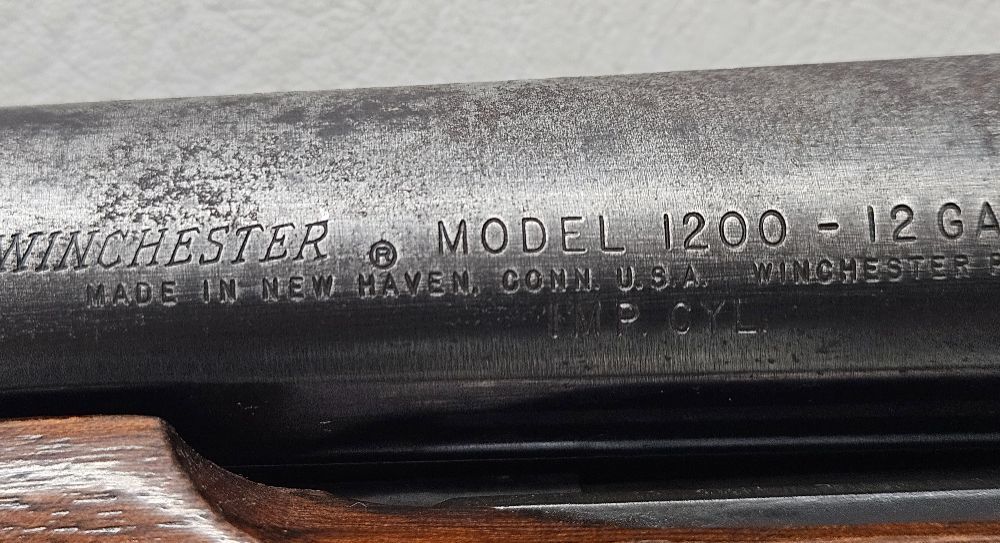 WINCHESTER ® MODEL 1200 - 12 GA
MADE IN NEW HAVEN, CONN. U.S.A. WINCHESTER
IMP. CYL.